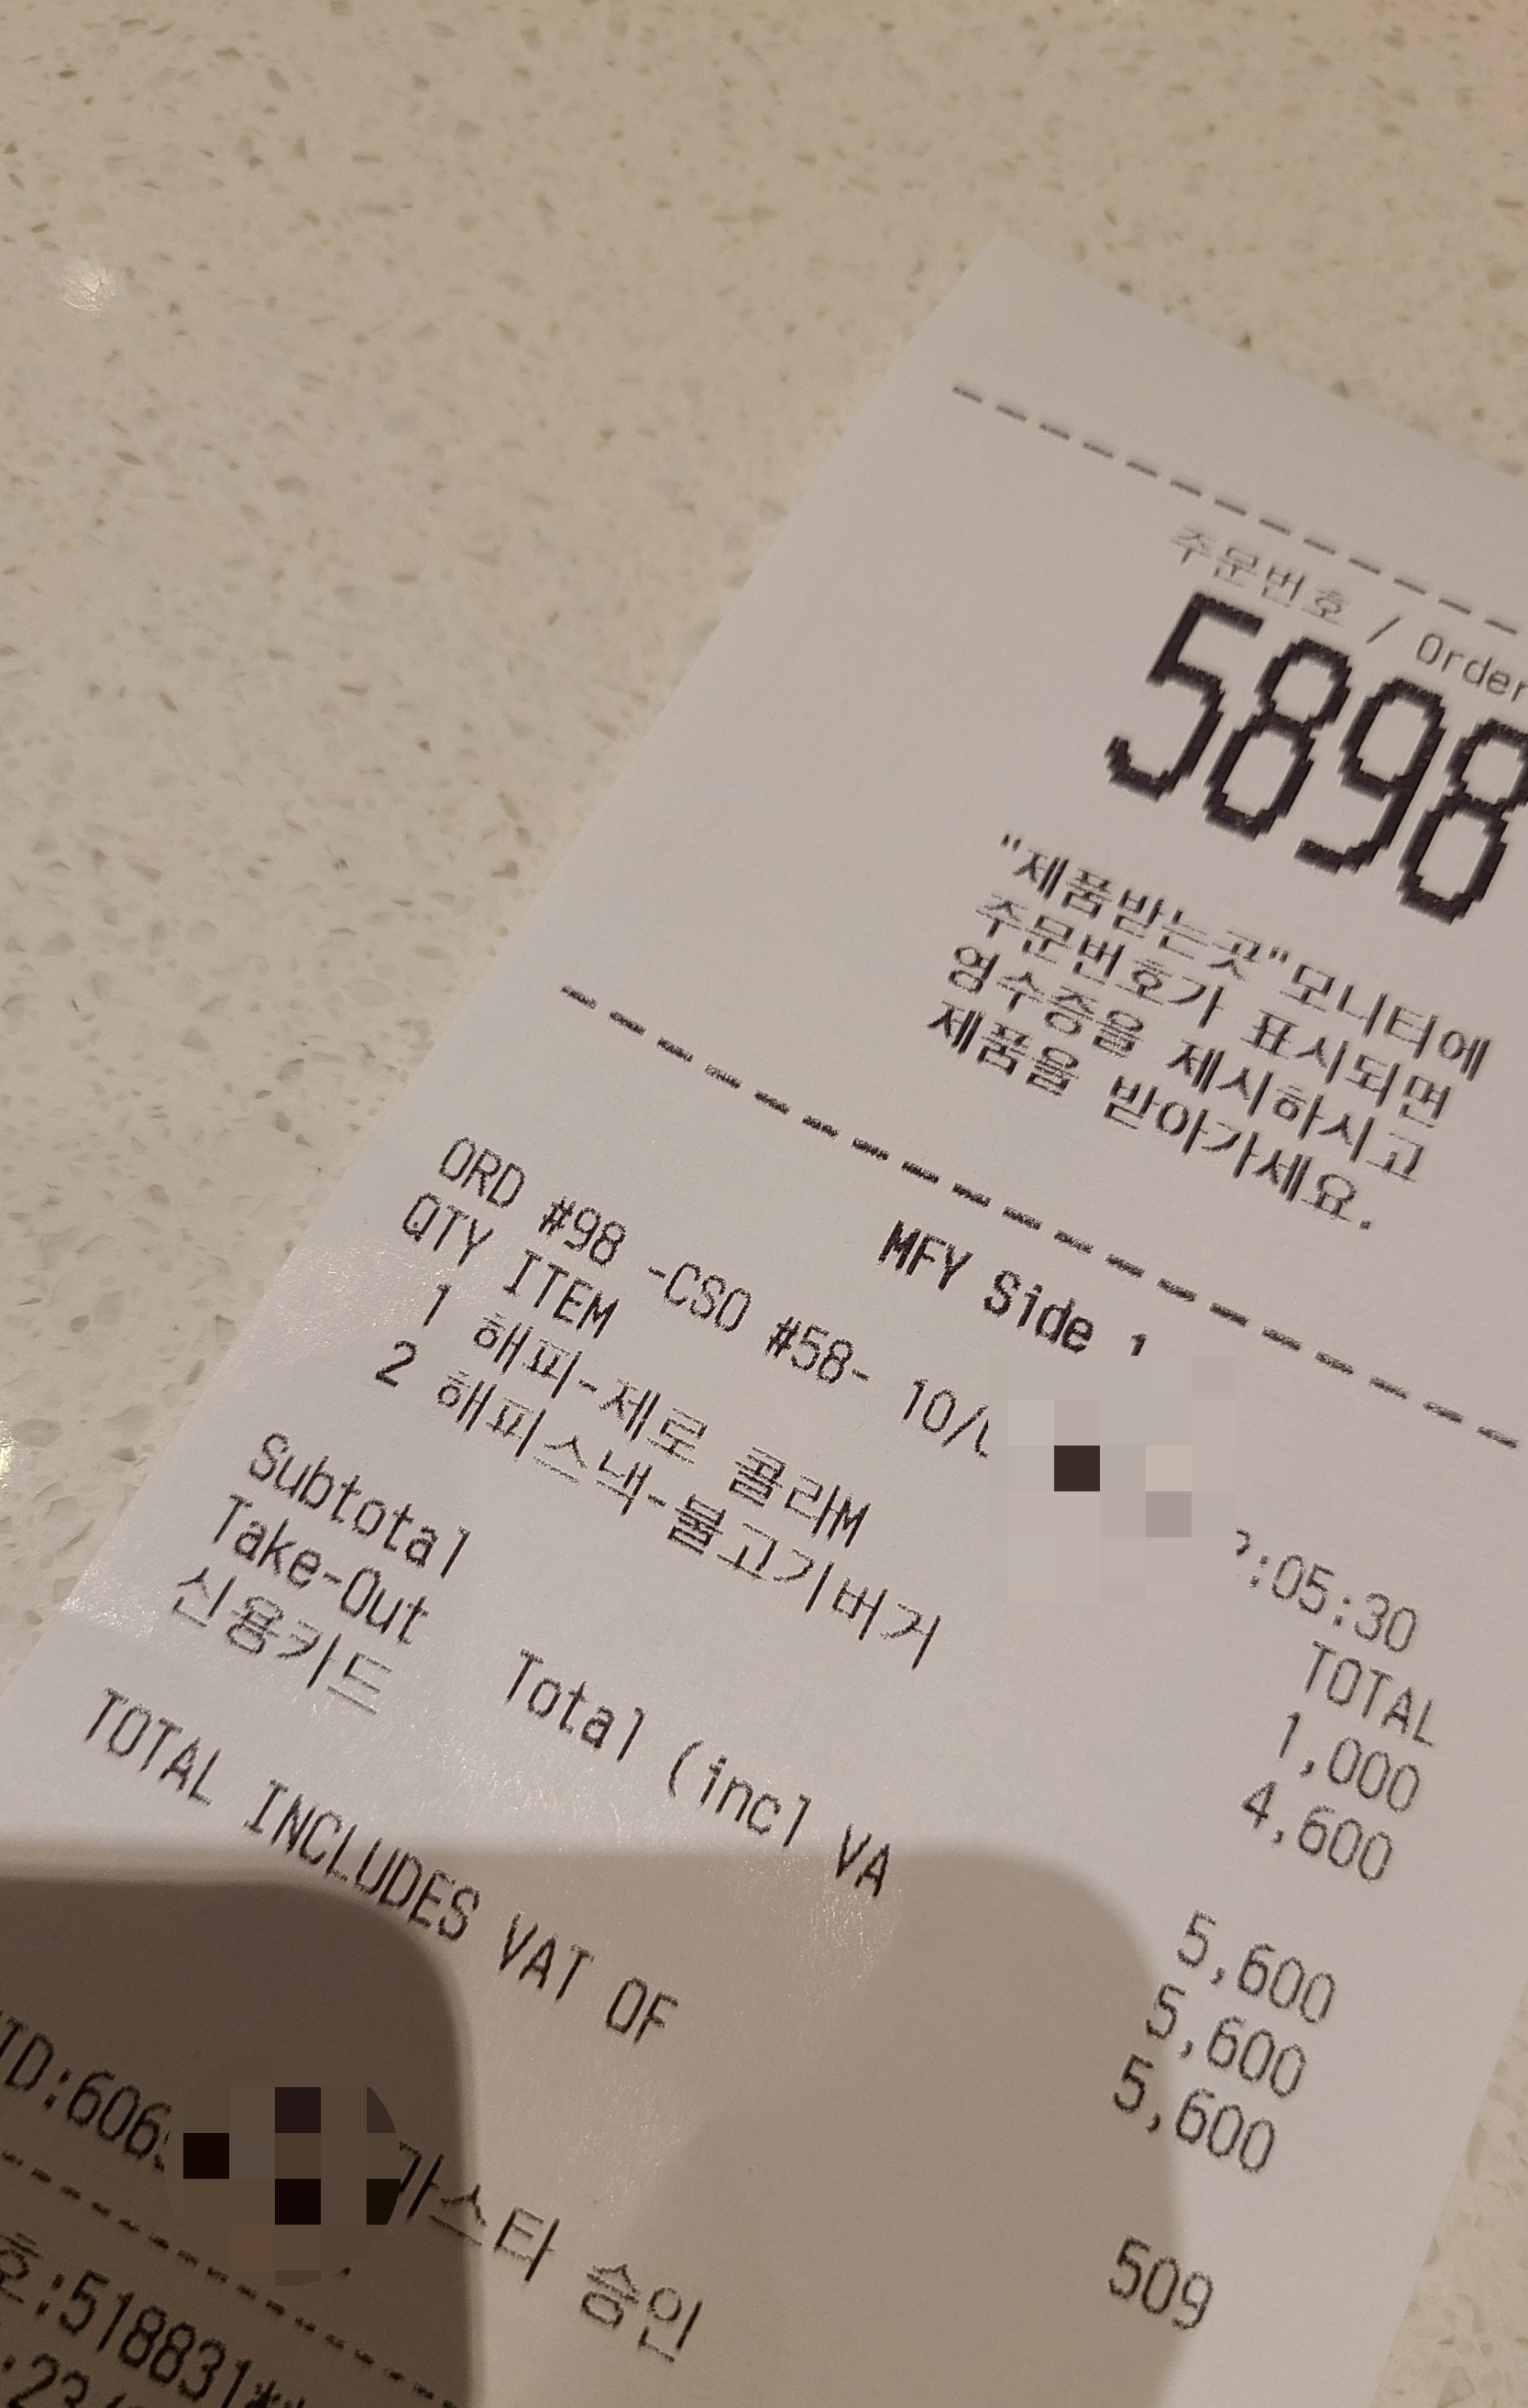 주문번호 / Order
5898
"제품받는곳"모니터에
주문번호가 표시되면
영수증을 제시하시고
제품을 받아가세요.
MFY Side
ORD #98 -CSO #58- 10/ :05:30
QTY ITEM TOTAL
1 해피-제로 콜라M 1,000
2 해피스낵-불고기버거 4,600
Subtotal 5,600
Take-Out Total (incl VA 5,600
신용카드 5,600
TOTAL INCLUDES VAT OF 509
ID:606 마스타 승인
호:518831**
:23/